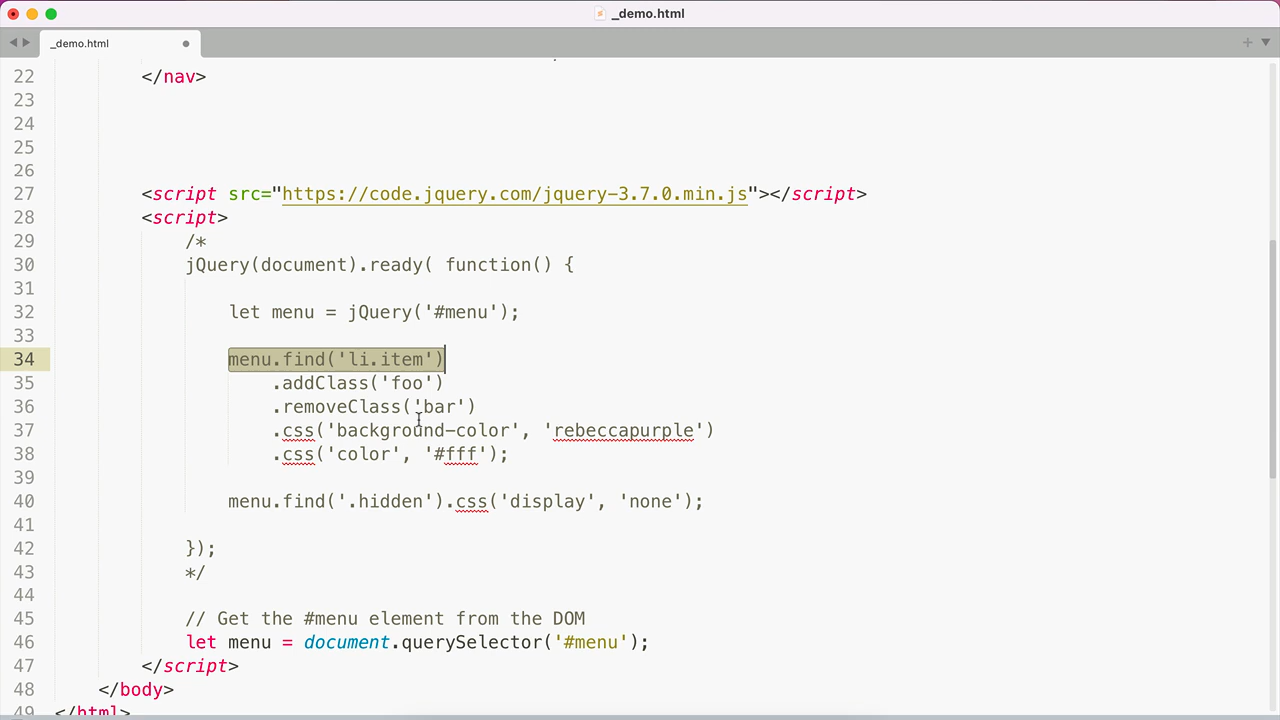 _demo.html
_demo.html
22 </nav>
23
24
25
26
27 <script src="https://code.jquery.com/jquery-3.7.0.min.js"></script>
28 <script>
29 /*
30 jQuery(document).ready( function() {
31
32 let menu = jQuery('#menu');
33
34 menu.find('li.item')
35 .addClass('foo')
36 .removeClass('bar')
37 .css('background-color', 'rebeccapurple')
38 .css('color', '#fff');
39
40 menu.find('.hidden').css('display', 'none');
41
42 });
43 */
44
45 // Get the #menu element from the DOM
46 let menu = document.querySelector('#menu');
47 </script>
48 </body>
49 </html>